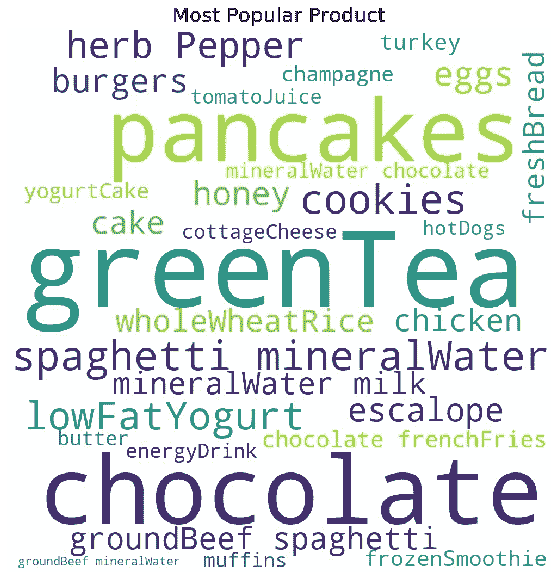 Most Popular Product
herb Pepper
turkey
burgers
champagne
eggs
tomatoJuice
freshBread
pancakes
mineralWater chocolate
yogurtCake
honey
cookies
cake
cottageCheese
hotDogs
greenTea
wholeWheatRice
chicken
spaghetti mineralWater
mineralWater milk
lowFatYogurt
escalope
butter
energyDrink
chocolate frenchFries
chocolate
groundBeef spaghetti
groundBeef mineralWater
muffins
frozenSmoothie